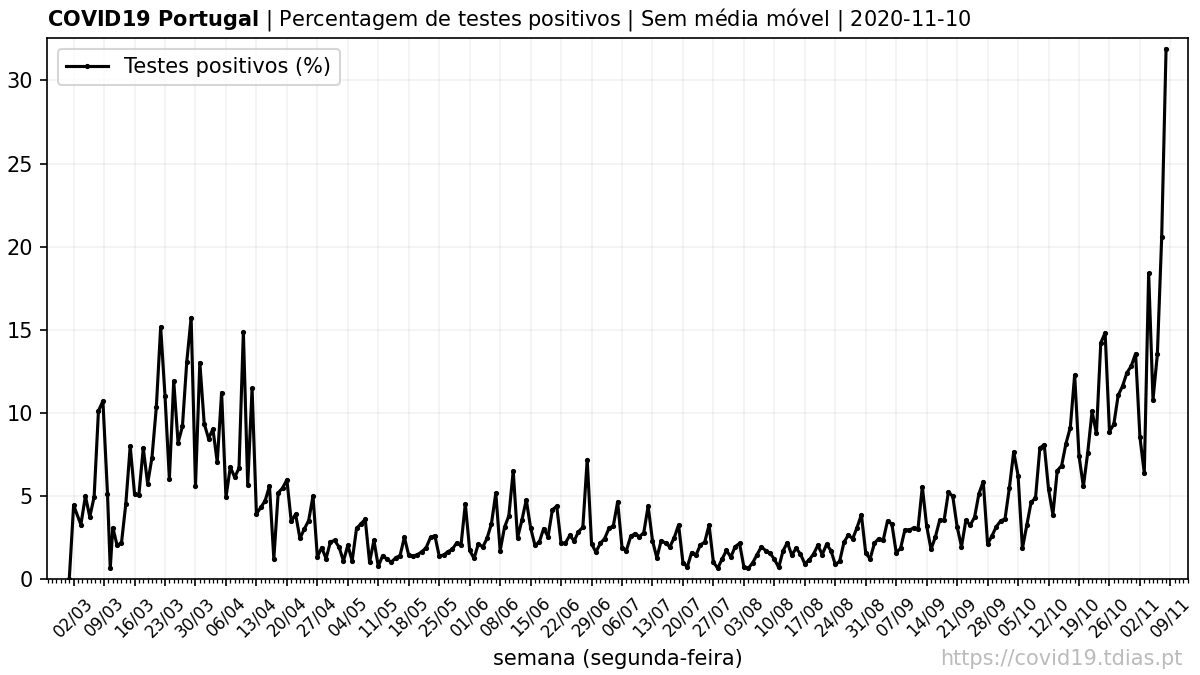 COVID19 Portugal | Percentagem de testes positivos | Sem média móvel | 2020-11-10
Testes positivos (%)
30
25
20
15
10
5
0
02/03 09/03 16/03 23/03 30/03 06/04 13/04 20/04 27/04 04/05 11/05 18/05 25/05 01/06 08/06 15/06 22/06 29/06 06/07 13/07 20/07 27/07 03/08 10/08 17/08 24/08 31/08 07/09 14/09 21/09 28/09 05/10 12/10 19/10 26/10 02/11 09/11
semana (segunda-feira)
https://covid19.tdias.pt